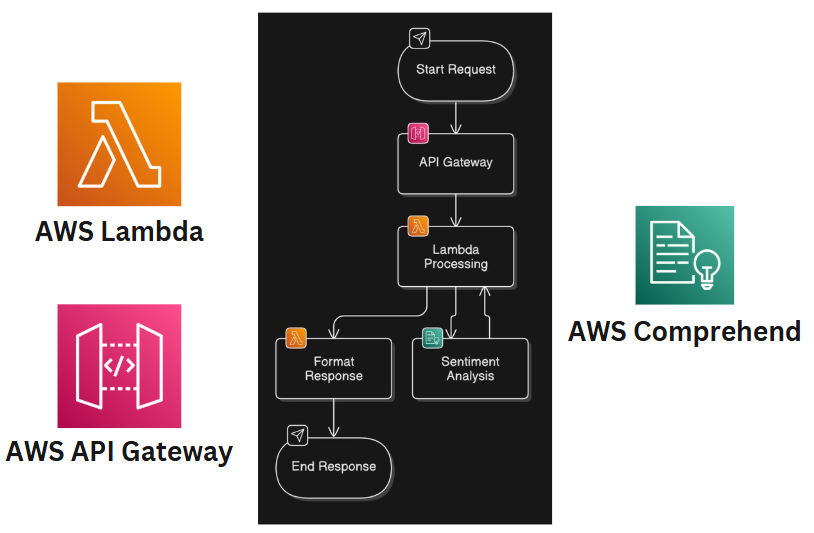 Start Request
API Gateway
Lambda
Processing
Format
Response
Sentiment
Analysis
End Response
AWS Lambda
</>
AWS API Gateway
AWS Comprehend